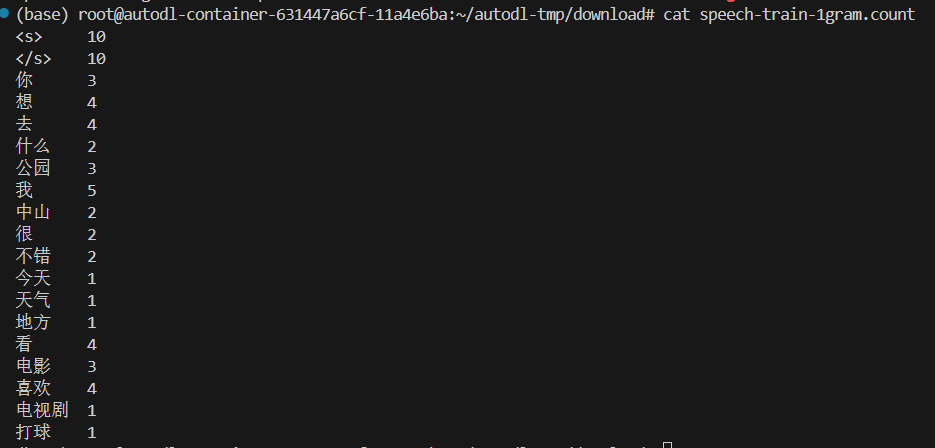 (base) root@autodl-container-631447a6cf-11a4e6ba:~/autodl-tmp/download# cat speech-train-1gram.count
<s> 10
</s> 10
你 3
想 4
去 4
什么 2
公园 3
我 5
中山 2
很 2
不错 2
今天 1
天气 1
地方 1
看 4
电影 3
喜欢 4
电视剧 1
打球 1